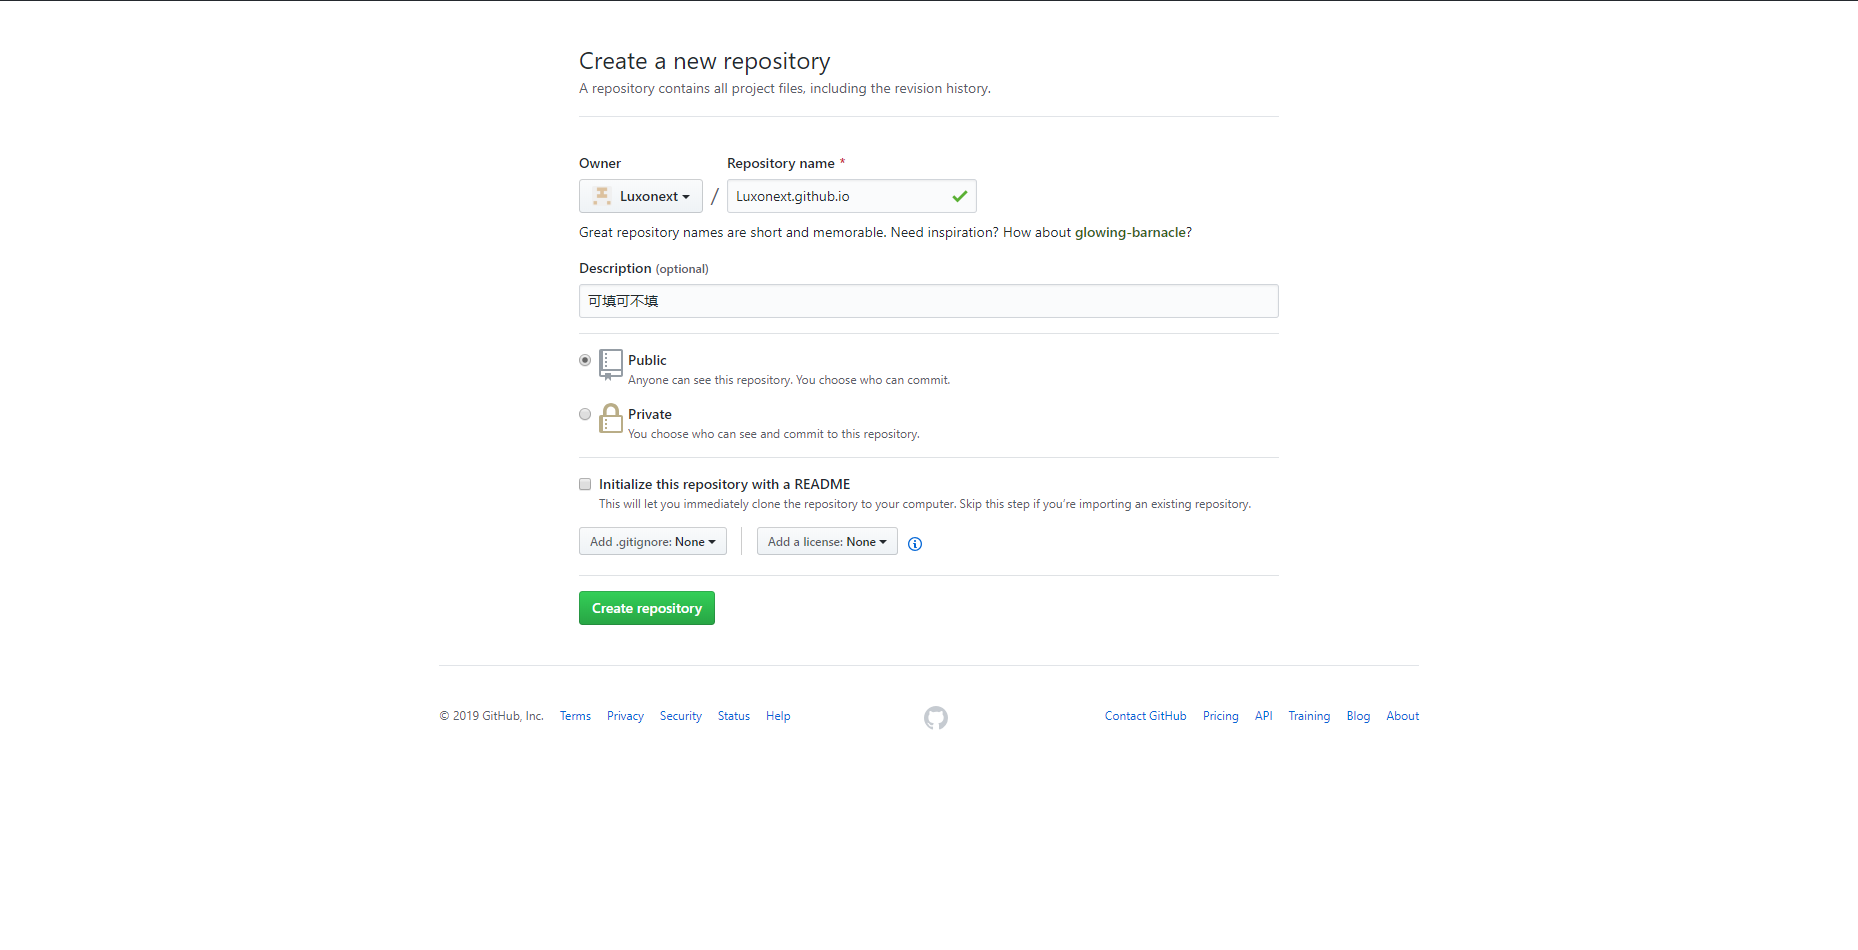 Create a new repository
A repository contains all project files, including the revision history.
Owner
Repository name *
Luxonext
/
Luxonext.github.io
Great repository names are short and memorable. Need inspiration? How about glowing-barnacle?
Description (optional)
可填可不填
Public
Anyone can see this repository. You choose who can commit.
Private
You choose who can see and commit to this repository.
Initialize this repository with a README
This will let you immediately clone the repository to your computer. Skip this step if you're importing an existing repository.
Add .gitignore: None
Add a license: None
Create repository
© 2019 GitHub, Inc. Terms Privacy Security Status Help Contact GitHub Pricing API Training Blog About